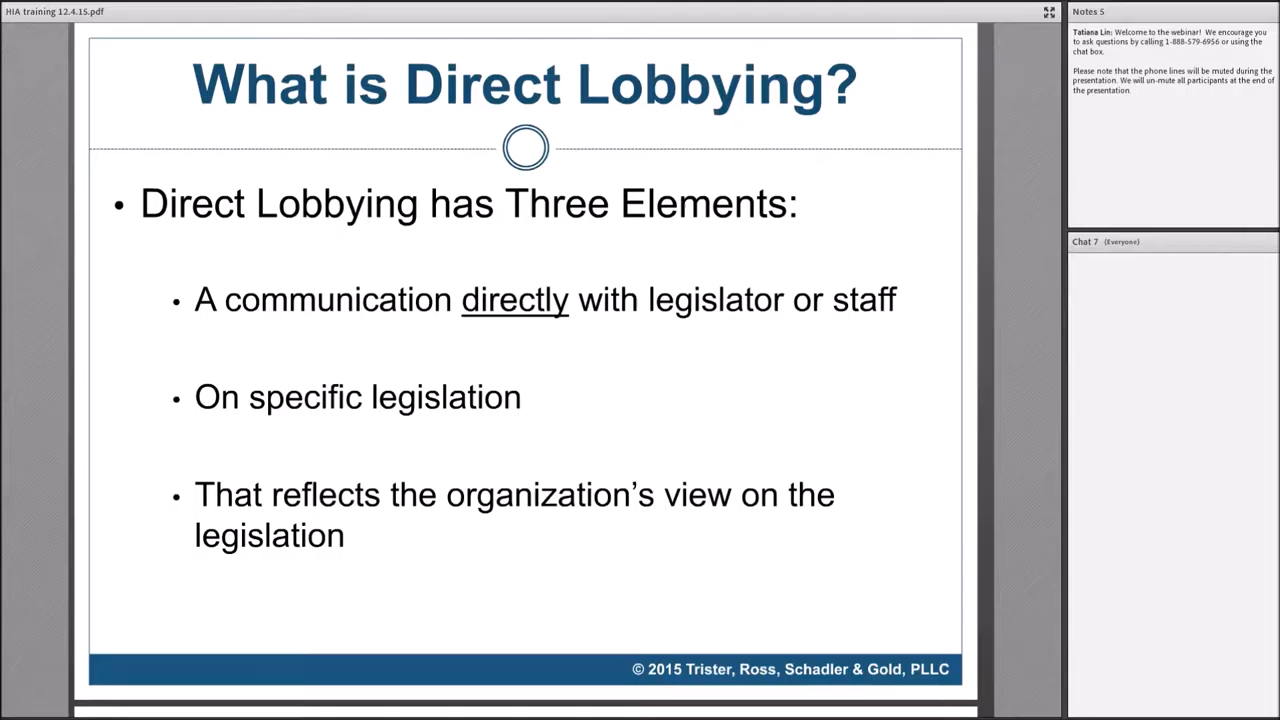 HIA training 12.4.15.pdf
What is Direct Lobbying?
• Direct Lobbying has Three Elements:
• A communication directly with legislator or staff
• On specific legislation
• That reflects the organization’s view on the
legislation
© 2015 Trister, Ross, Schadler & Gold, PLLC
Notes 5
Tatiana Lin: Welcome to the webinar! We encourage you
to ask questions by calling 1-888-579-6956 or using the
chat box.
Please note that the phone lines will be muted during the
presentation. We will un-mute all participants at the end of
the presentation
Chat 7 (Everyone)